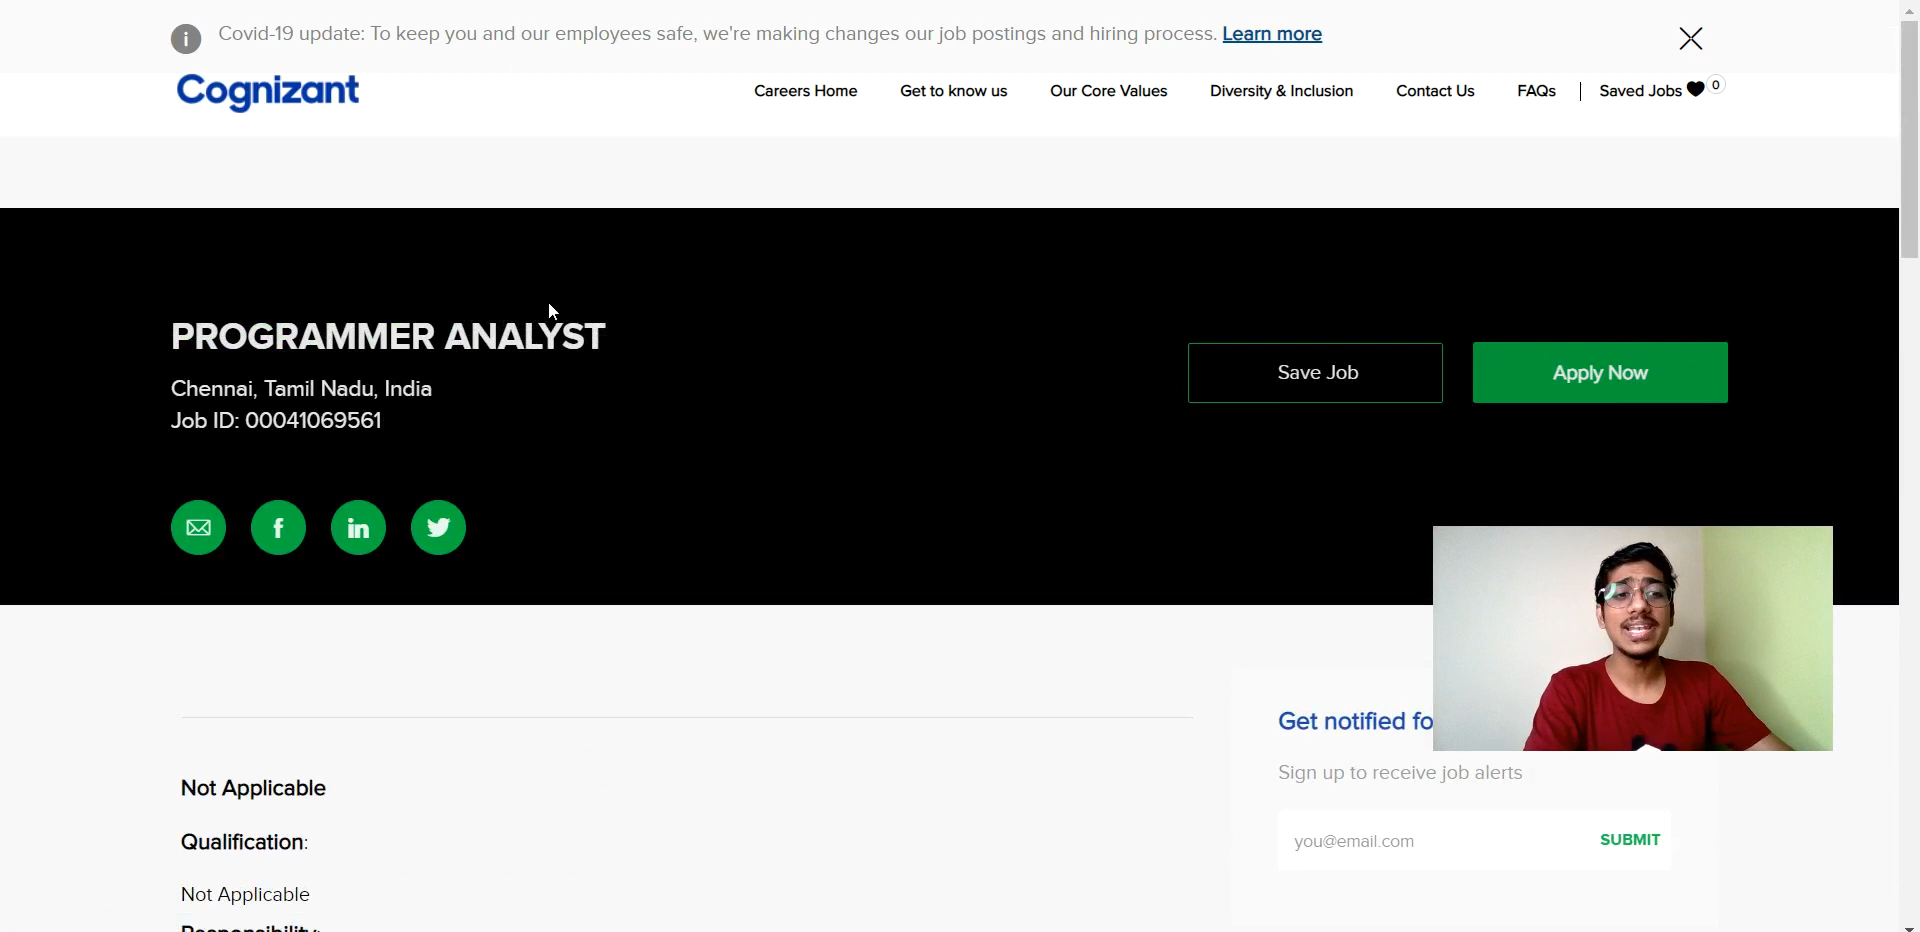 Covid-19 update: To keep you and our employees safe, we're making changes our job postings and hiring process. Learn more
Cognizant
Careers Home
Get to know us
Our Core Values
Diversity & Inclusion
Contact Us
FAQs
Saved Jobs
0
PROGRAMMER ANALYST
Chennai, Tamil Nadu, India
Job ID: 00041069561
Save Job
Apply Now
Get notified fo
Sign up to receive job alerts
you@email.com
SUBMIT
Not Applicable
Qualification:
Not Applicable